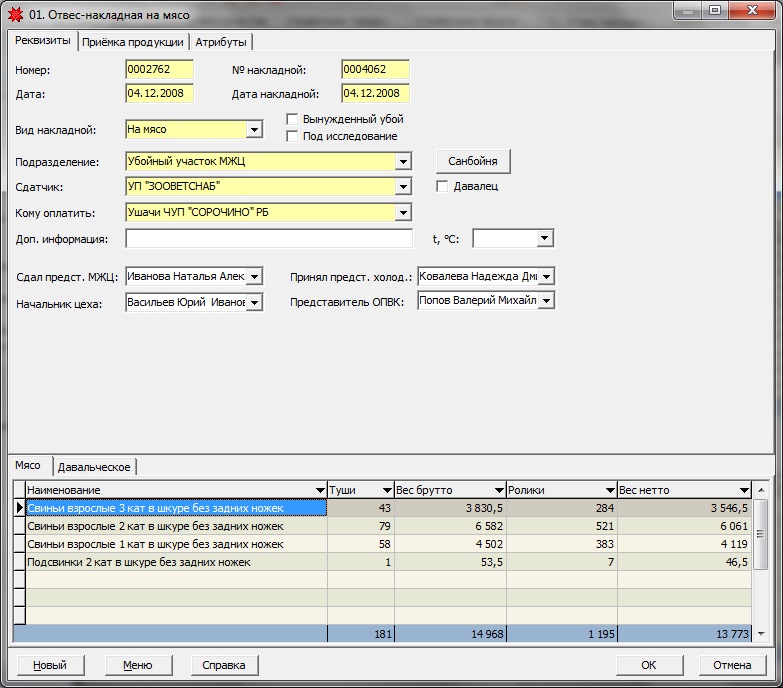 01. Отвес-накладная на мясо
Реквизиты Приёмка продукции Атрибуты
Номер: 0002762 № накладной: 0004062
Дата: 04.12.2008 Дата накладной: 04.12.2008
Вид накладной: На мясо Вынужденный убой
Под исследование
Подразделение: Убойный участок МЖЦ Санбойня
Сдатчик: УП "ЗООВЕТСНАБ" Давалец
Кому оплатить: Ушачи ЧУП "СОРОЧИНО" РБ
Доп. информация: t, °C:
Сдал предст. МЖЦ: Иванова Наталья Алек Принял предст. холод.: Ковалева Надежда Дми
Начальник цеха: Васильев Юрий Иванов Представитель ОПВК: Попов Валерий Михайл
Мясо Давальческое
Наименование Туши Вес брутто Ролики Вес нетто
Свиньи взрослые 3 кат в шкуре без задних ножек 43 3 830,5 284 3 546,5
Свиньи взрослые 2 кат в шкуре без задних ножек 79 6 582 521 6 061
Свиньи взрослые 1 кат в шкуре без задних ножек 58 4 502 383 4 119
Подсвинки 2 кат в шкуре без задних ножек 1 53,5 7 46,5
181 14 968 1 195 13 773
Новый Меню Справка ОК Отмена